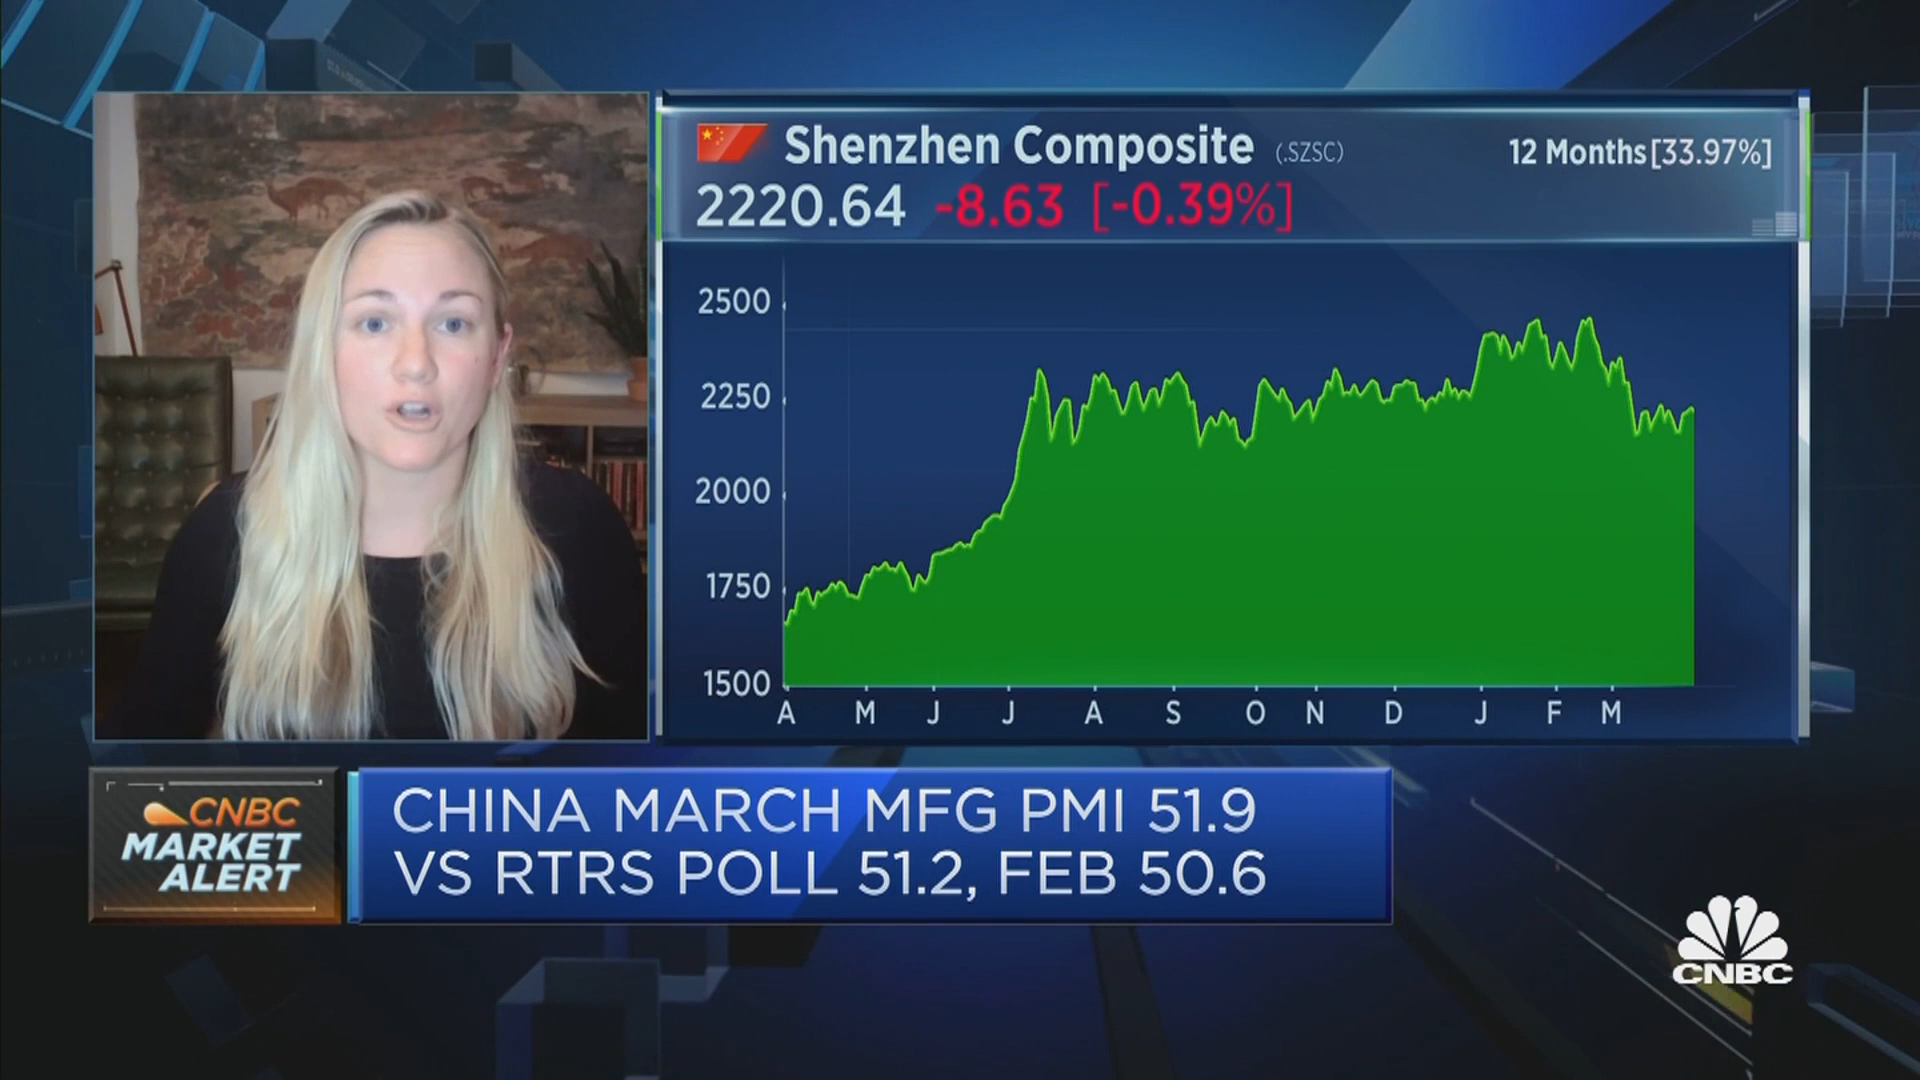 Shenzhen Composite (.SZSC)
12 Months [33.97%]
2220.64 -8.63 [-0.39%]
2500
2250
2000
1750
1500
A M J J A S O N D J F M
CNBC
MARKET
ALERT
CHINA MARCH MFG PMI 51.9
VS RTRS POLL 51.2, FEB 50.6
CNBC